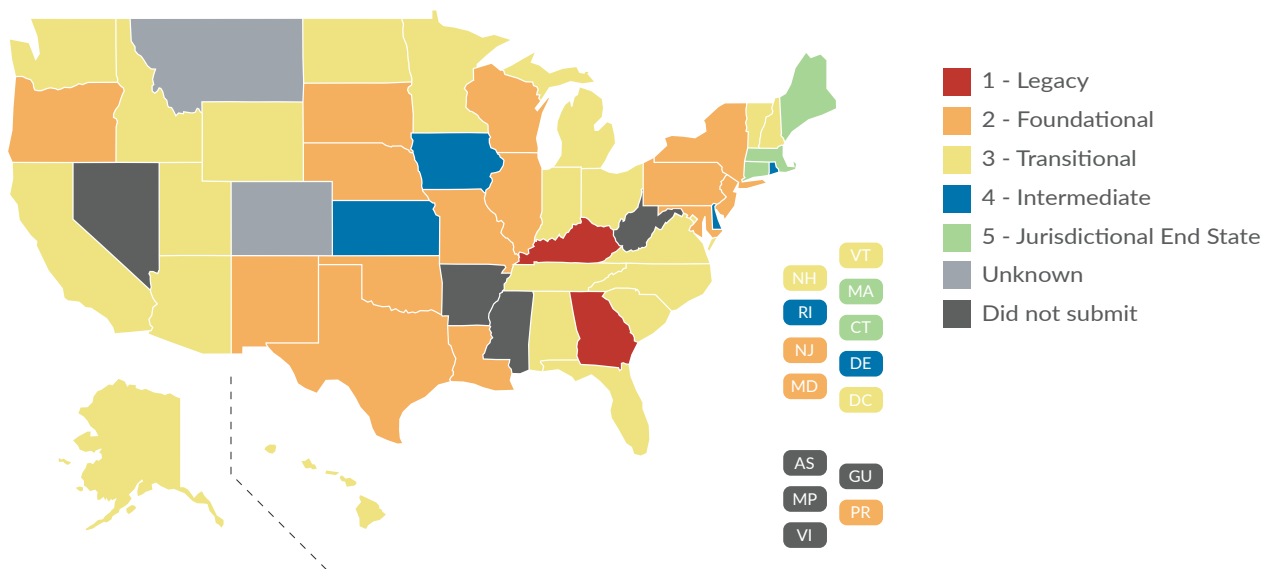 1 - Legacy
2 - Foundational
3 - Transitional
4 - Intermediate
5 - Jurisdictional End State
Unknown
Did not submit
VT
NH
MA
RI
CT
NJ
DE
MD
DC
AS
GU
MP
PR
VI